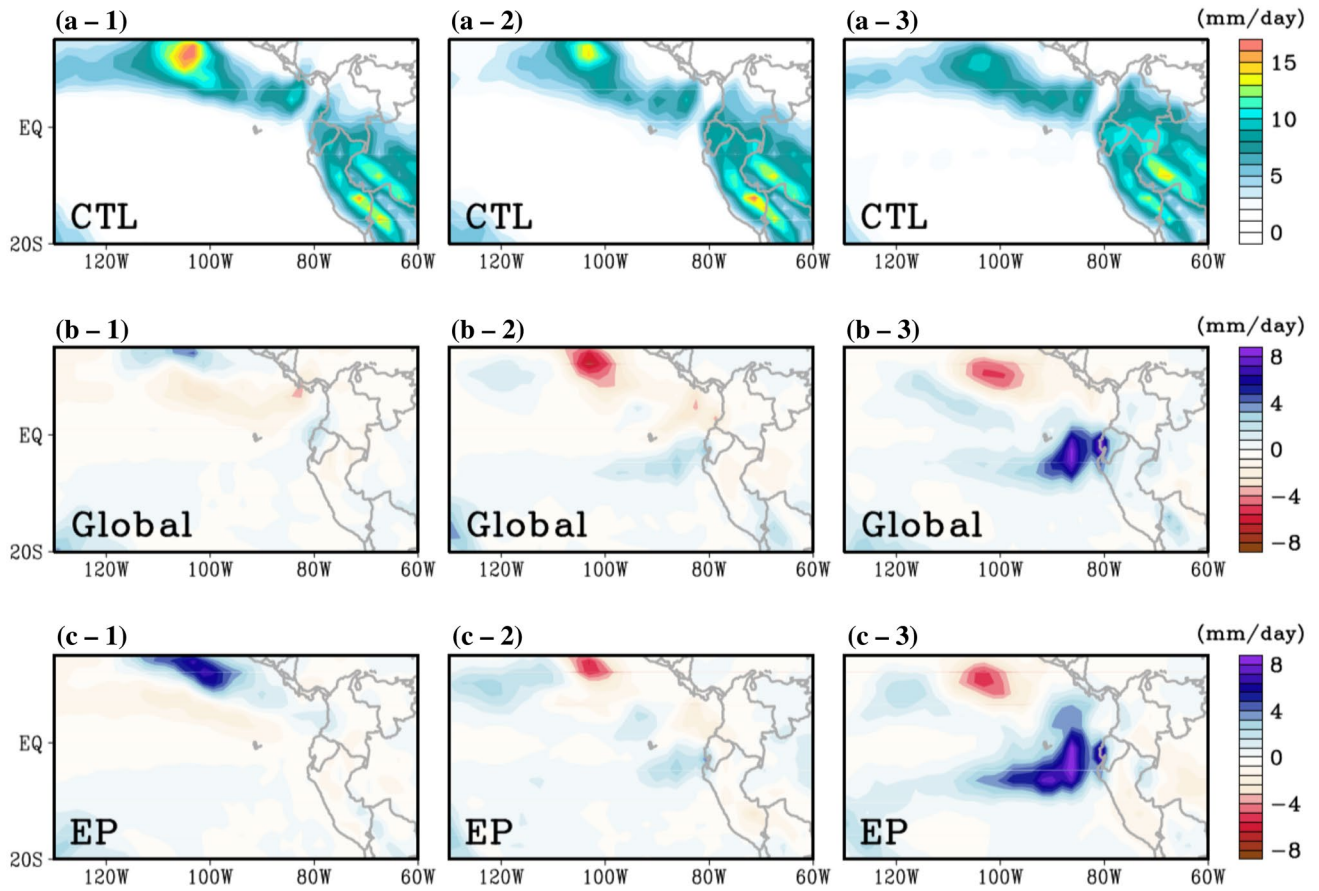 (a – 1) (a – 2) (a – 3) (mm/day)
15
10
EQ
5
CTL CTL CTL
0
20S
120W 100W 80W 60W 120W 100W 80W 60W 120W 100W 80W 60W
(b – 1) (b – 2) (b – 3) (mm/day)
8
4
EQ 0
−4
Global Global Global
−8
20S
120W 100W 80W 60W 120W 100W 80W 60W 120W 100W 80W 60W
(c – 1) (c – 2) (c – 3) (mm/day)
8
4
EQ 0
−4
EP EP EP
−8
20S
120W 100W 80W 60W 120W 100W 80W 60W 120W 100W 80W 60W